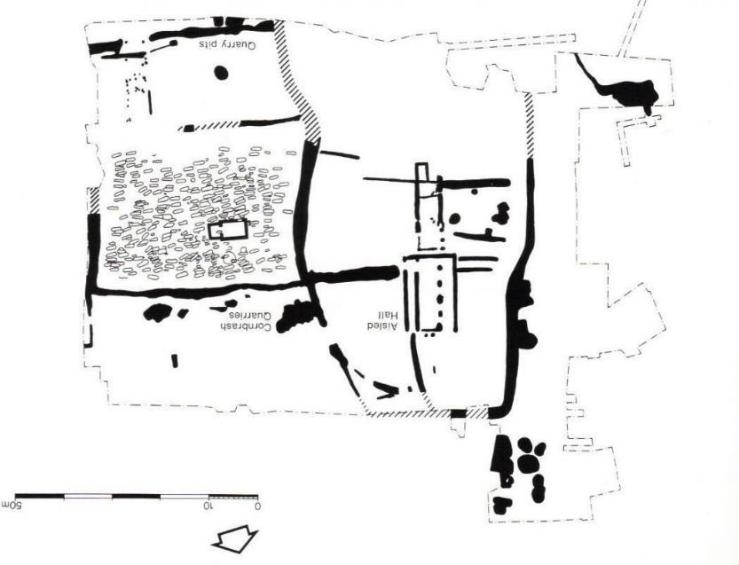 0 10 50m
Aisled
Hall
Cornbrash
Quarries
Quarry pits